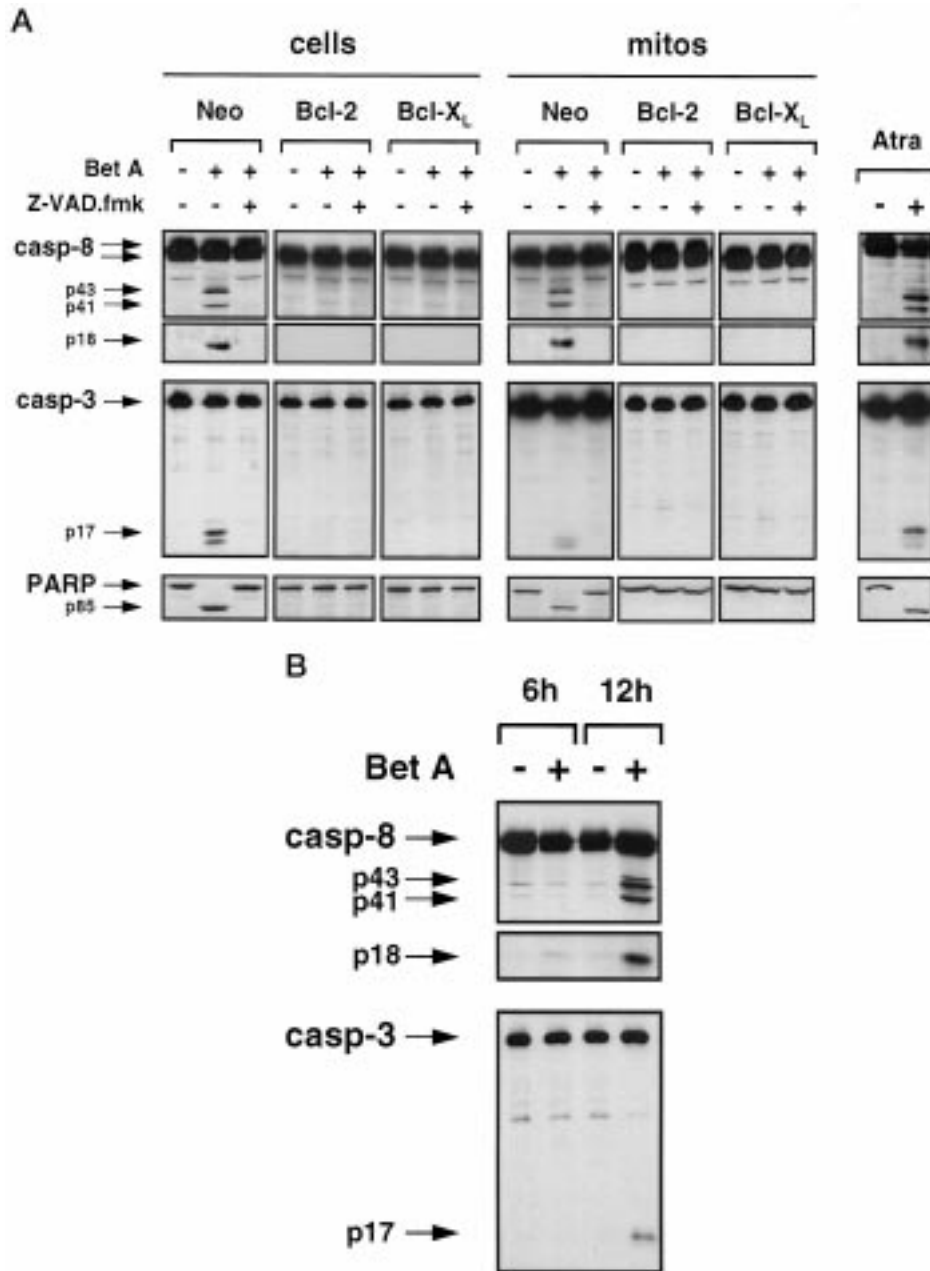 A
cells mitos
Neo Bcl-2 Bcl-XL Neo Bcl-2 Bcl-XL Atra
Bet A - + + - + + - + + - + + - + + - + + - +
Z-VAD.fmk - - + - - + - - + - - + - - + - - +
casp-8
p43
p41
p18
casp-3
p17
PARP
p85
B
6h 12h
Bet A - + - +
casp-8
p43
p41
p18
casp-3
p17